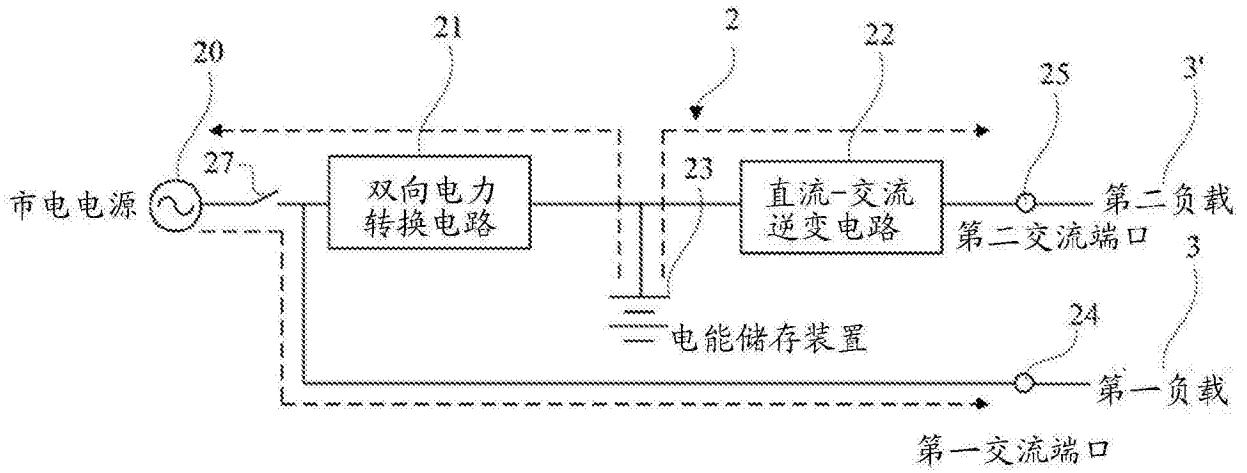 20
21
2
22
25
3'
27
双向电力
转换电路
23
直流-交流
逆变电路
市电电源
第二负载
第二交流端口
3
24
电能储存装置
第一负载
第一交流端口